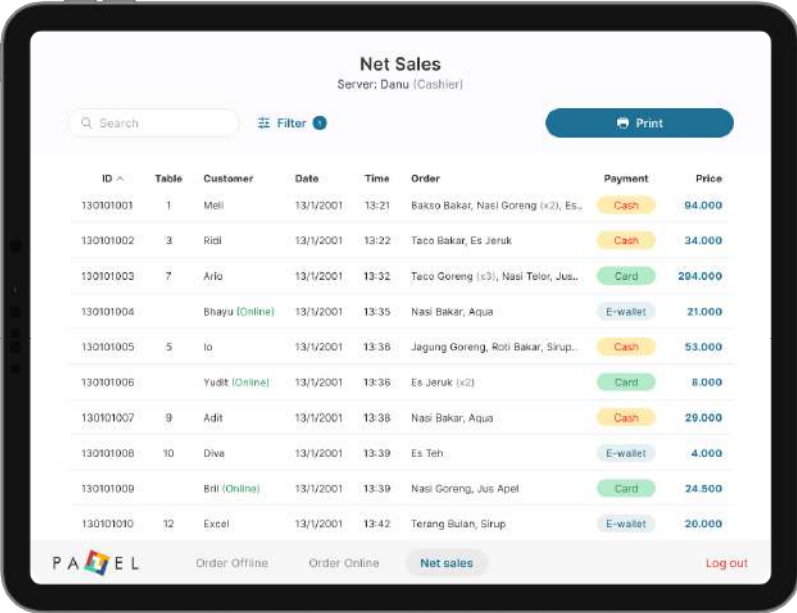 Net Sales
Server: Danu (Cashier)
Search Filter 1 Print
ID Table Customer Date Time Order Payment Price
130101001 1 Meli 13/1/2001 13:21 Bakso Bakar, Nasi Goreng (x2), Es.. Cash 94.000
130101002 3 Ridi 13/1/2001 13:22 Taco Bakar, Es Jeruk Cash 34.000
130101003 7 Ario 13/1/2001 13:32 Taco Goreng (x3), Nasi Telor, Jus.. Card 294.000
130101004 Bhayu (Online) 13/1/2001 13:35 Nasi Bakar, Aqua E-wallet 21.000
130101005 5 Io 13/1/2001 13:36 Jagung Goreng, Roti Bakar, Sirup.. Cash 53.000
130101006 Yudit (Online) 13/1/2001 13:36 Es Jeruk (x2) Card 8.000
130101007 9 Adit 13/1/2001 13:38 Nasi Bakar, Aqua Cash 29.000
130101008 10 Diva 13/1/2001 13:39 Es Teh E-wallet 4.000
130101009 Bril (Online) 13/1/2001 13:39 Nasi Goreng, Jus Apel Card 24.500
130101010 12 Excel 13/1/2001 13:42 Terang Bulan, Sirup E-wallet 20.000
Order Offline Order Online Net sales Log out